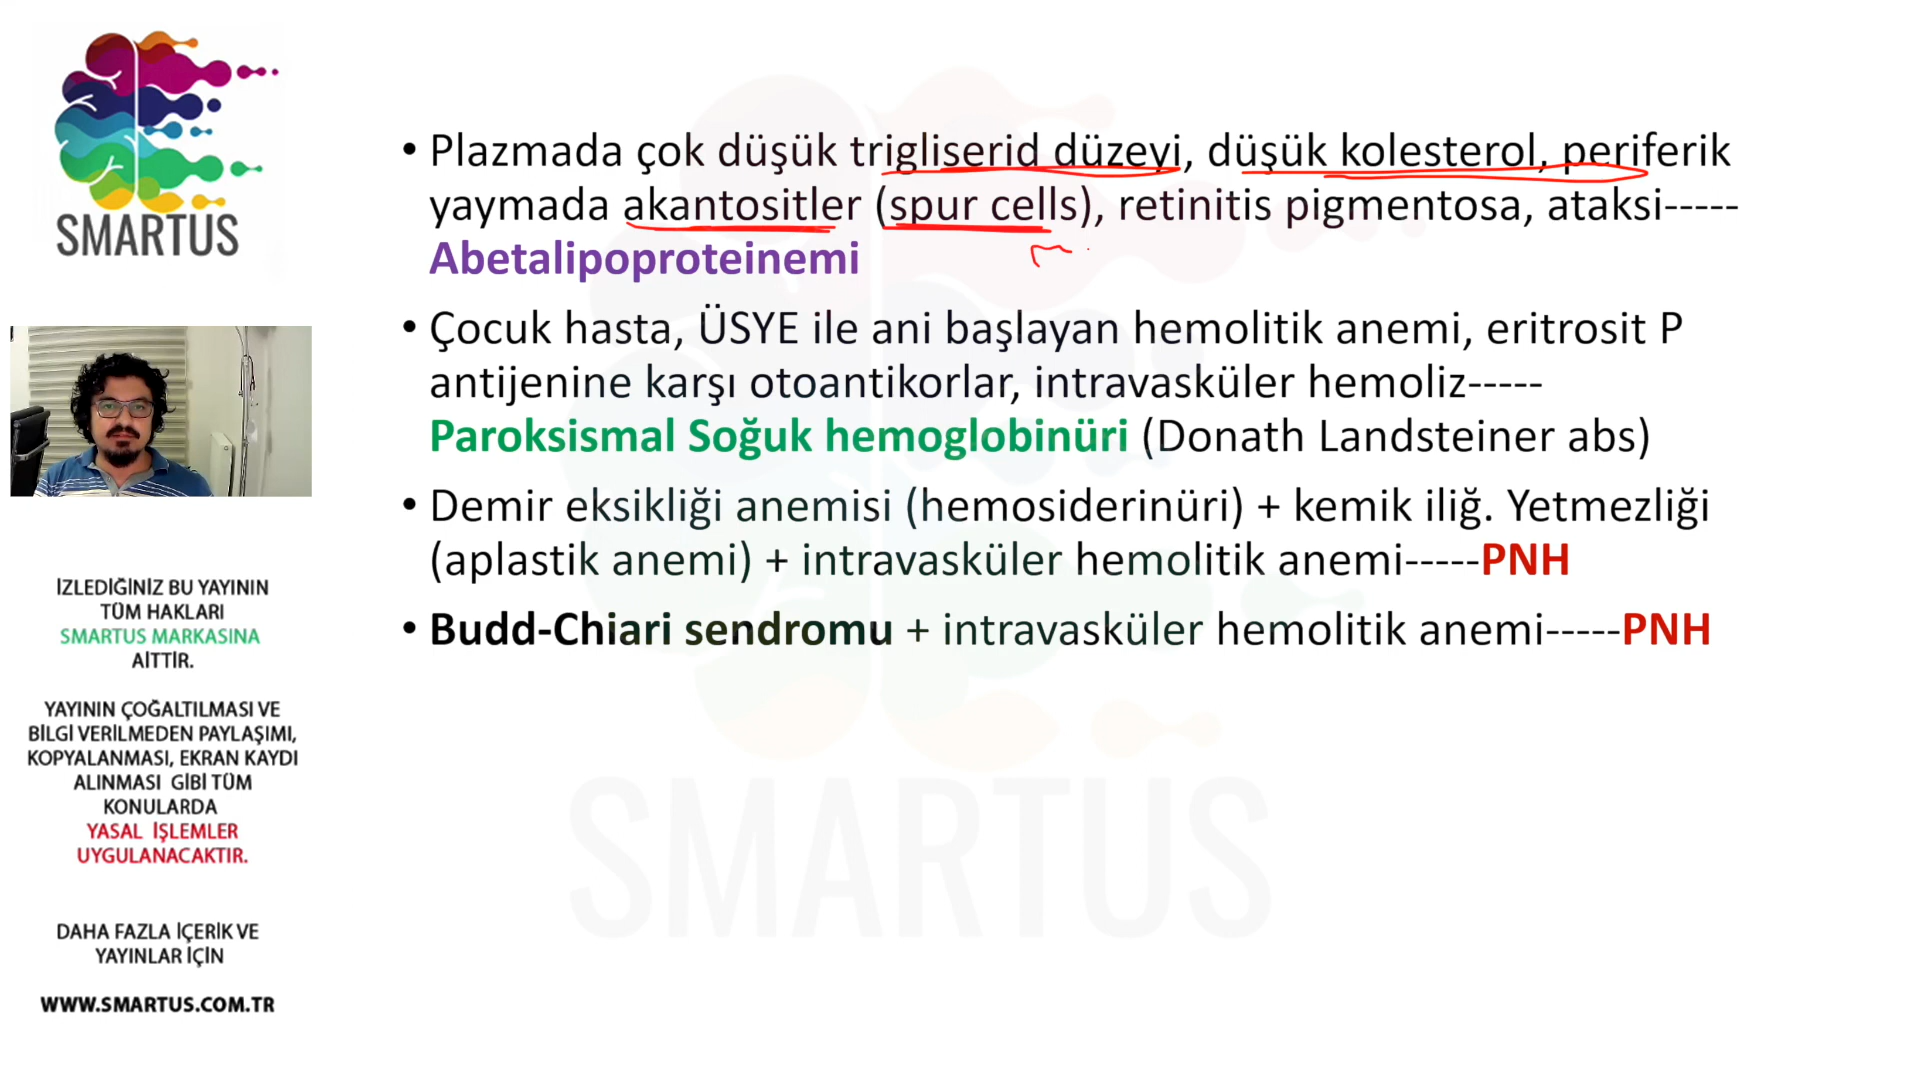 SMARTUS
• Plazmada çok düşük trigliserid düzeyi, düşük kolesterol, periferik
yaymada akantositler (spur cells), retinitis pigmentosa, ataksi-----
Abetalipoproteinemi
• Çocuk hasta, ÜSYE ile ani başlayan hemolitik anemi, eritrosit P
antijenine karşı otoantikorlar, intravasküler hemoliz-----
Paroksismal Soğuk hemoglobinüri (Donath Landsteiner abs)
• Demir eksikliği anemisi (hemosiderinüri) + kemik iliğ. Yetmezliği
(aplastik anemi) + intravasküler hemolitik anemi-----PNH
• Budd-Chiari sendromu + intravasküler hemolitik anemi-----PNH
SMARTUS
İZLEDİĞİNİZ BU YAYININ
TÜM HAKLARI
SMARTUS MARKASINA
AİTTİR.
YAYININ ÇOĞALTILMASI VE
BİLGİ VERİLMEDEN PAYLAŞIMI,
KOPYALANMASI, EKRAN KAYDI
ALINMASI GİBİ TÜM
KONULARDA
YASAL İŞLEMLER
UYGULANACAKTIR.
DAHA FAZLA İÇERİK VE
YAYINLAR İÇİN
WWW.SMARTUS.COM.TR